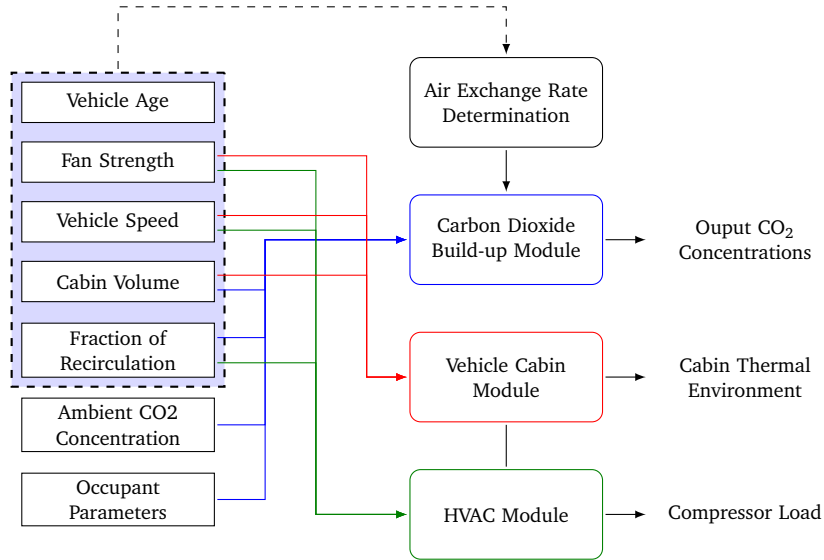 Vehicle Age
Fan Strength
Vehicle Speed
Cabin Volume
Fraction of
Recirculation
Ambient CO2
Concentration
Occupant
Parameters
Air Exchange Rate
Determination
Carbon Dioxide
Build-up Module
Vehicle Cabin
Module
HVAC Module
Ouput CO₂
Concentrations
Cabin Thermal
Environment
Compressor Load